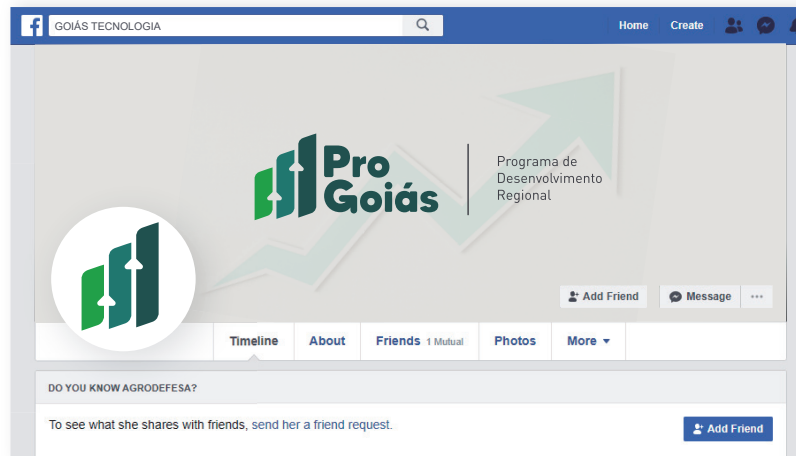 GOIÁS TECNOLOGIA
Home Create
Pro
Goiás
Programa de
Desenvolvimento
Regional
Add Friend Message
Timeline About Friends 1 Mutual Photos More
DO YOU KNOW AGRODEFESA?
To see what she shares with friends, send her a friend request.
Add Friend